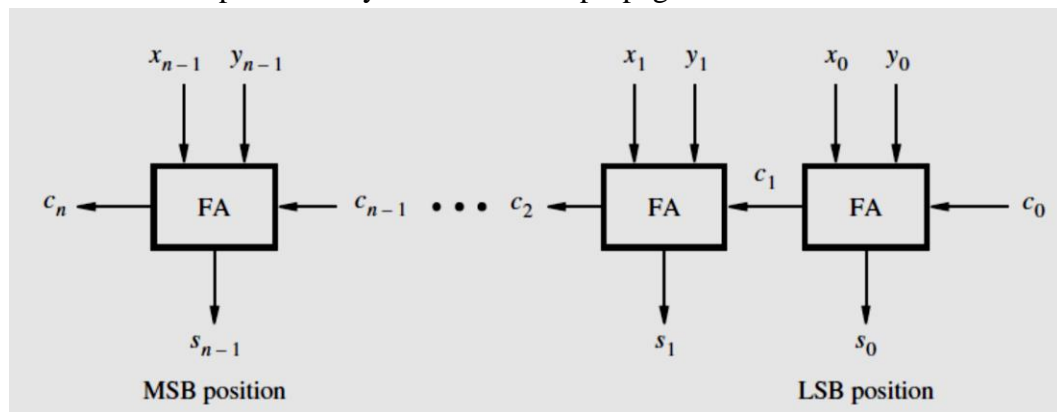 x_{n-1} y_{n-1} x_1 y_1 x_0 y_0
c_n FA c_{n-1} • • • c_2 FA c_1 FA c_0
s_{n-1} s_1 s_0
MSB position LSB position